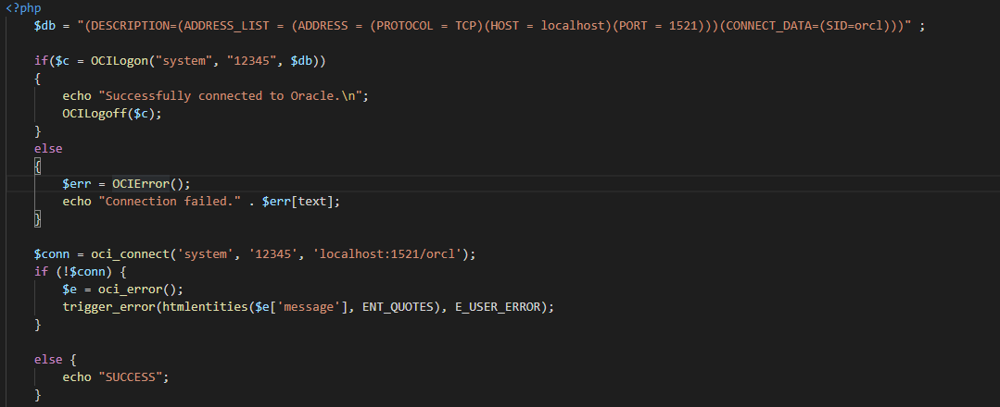 <?php
$db = "(DESCRIPTION=(ADDRESS_LIST = (ADDRESS = (PROTOCOL = TCP)(HOST = localhost)(PORT = 1521)))(CONNECT_DATA=(SID=orcl)))" ;
if($c = OCILogon("system", "12345", $db))
{
echo "Successfully connected to Oracle.\n";
OCILogoff($c);
}
else
{
$err = OCIError();
echo "Connection failed." . $err[text];
}
$conn = oci_connect('system', '12345', 'localhost:1521/orcl');
if (!$conn) {
$e = oci_error();
trigger_error(htmlentities($e['message'], ENT_QUOTES), E_USER_ERROR);
}
else {
echo "SUCCESS";
}